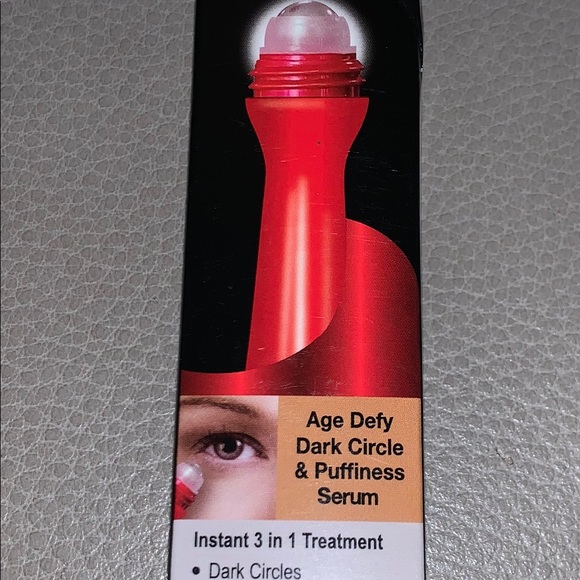 Age Defy
Dark Circle
& Puffiness
Serum
Instant 3 in 1 Treatment
• Dark Circles